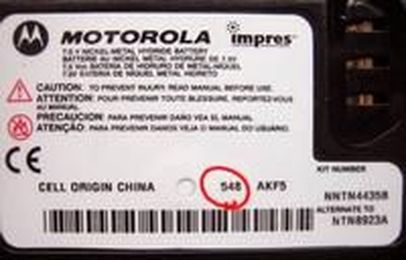 MOTOROLA impres
7.5 V NICKEL-METAL HYDRIDE BATTERY
BATTERIE AU NICKEL METAL HYDRURE DE 7.5V
7.5 V BATERIA DE HIDRURO DE METAL-NIQUEL
7.5V BATERIA DE NIQUEL METAL HIDRETO
CAUTION: TO PREVENT INJURY READ MANUAL BEFORE USE.
ATTENTION: POUR PREVENIR TOUTE BLESSURE, REPORTEZ-VOUS
AU MANUAL.
PRECAUCION: PARA PREVENIR DAÑO VEA EL MANUAL.
ATENÇÃO: PARA PREVENIR DANOS VEJA O MANUAL DO USUÁRIO.
CE
KIT NUMBER
CELL ORIGIN CHINA 548 AKF5
NNTN4435B
ALTERNATE TO
NTN8923A